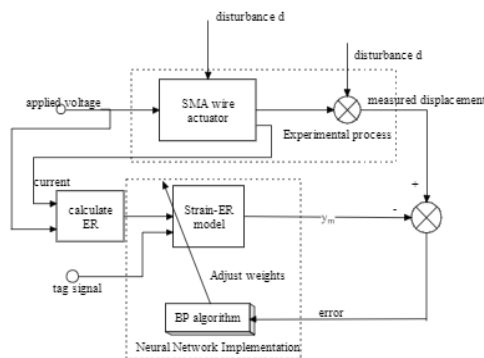 disturbance d
disturbance d
applied voltage
SMA wire
actuator
measured displacement
Experimental process
current
+
calculate
ER
Strain-ER
model
-
ym
Adjust weights
tag signal
BP algorithm
error
Neural Network Implementation